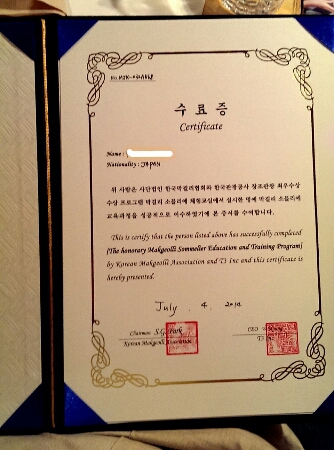 수료증
Certificate
Name :
Nationality : JAPAN
위 사람은 사단법인 한국막걸리협회와 한국관광공사 창조관광 최우수상
수상 프로그램 막걸리 소믈리에 체험교실에서 실시한 명예 막걸리 소믈리에
교육과정을 성공적으로 이수하였기에 본 증서를 수여합니다.
This is certify that the person listed above has successfully completed
[The honorary Makgeolli Sommelier Education and Training Program]
by Korean Makgeolli Association and T3 Inc and this certificate is
hereby presented.
July . 4 .
Chairman S.G. Park
CEO
Korean Makgeolli
T3